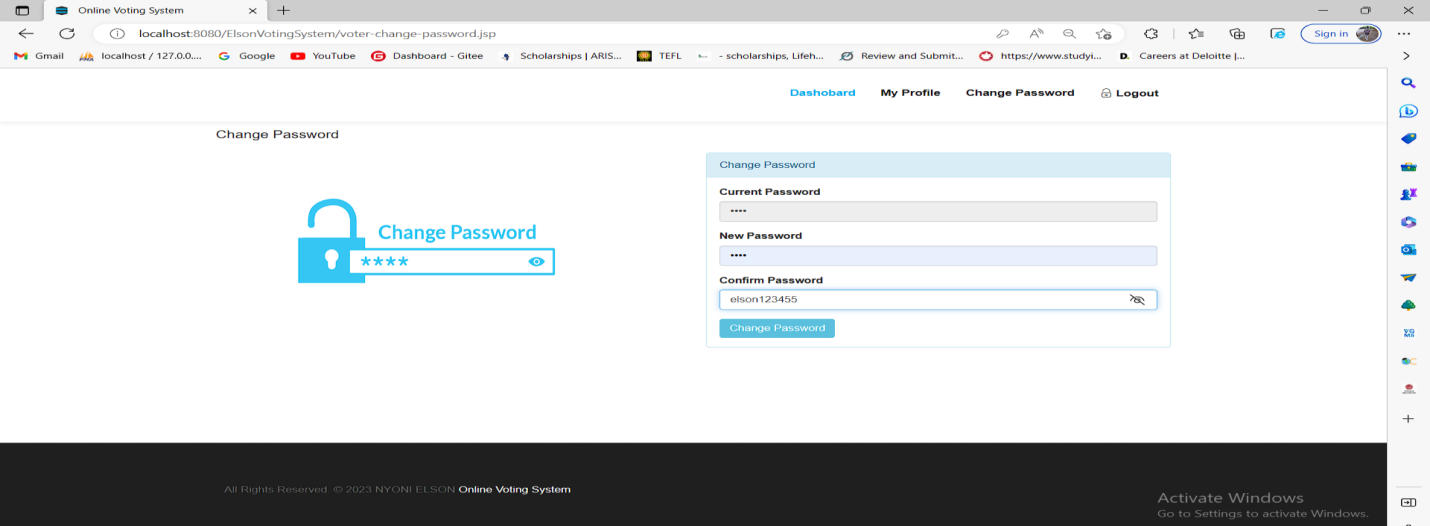 Online Voting System
localhost:8080/ElsonVotingSystem/voter-change-password.jsp
Sign in
Gmail localhost / 127.0.0.... Google YouTube Dashboard - Gitee Scholarships | ARIS... TEFL - scholarships, Lifeh... Review and Submit... https://www.studyi... D. Careers at Deloitte |...
Dashobard My Profile Change Password Logout
Change Password
Change Password
Current Password
••••
New Password
••••
Confirm Password
elson123455
Change Password
Change Password
****
All Rights Reserved © 2023 NYONI ELSON Online Voting System
Activate Windows
Go to Settings to activate Windows.